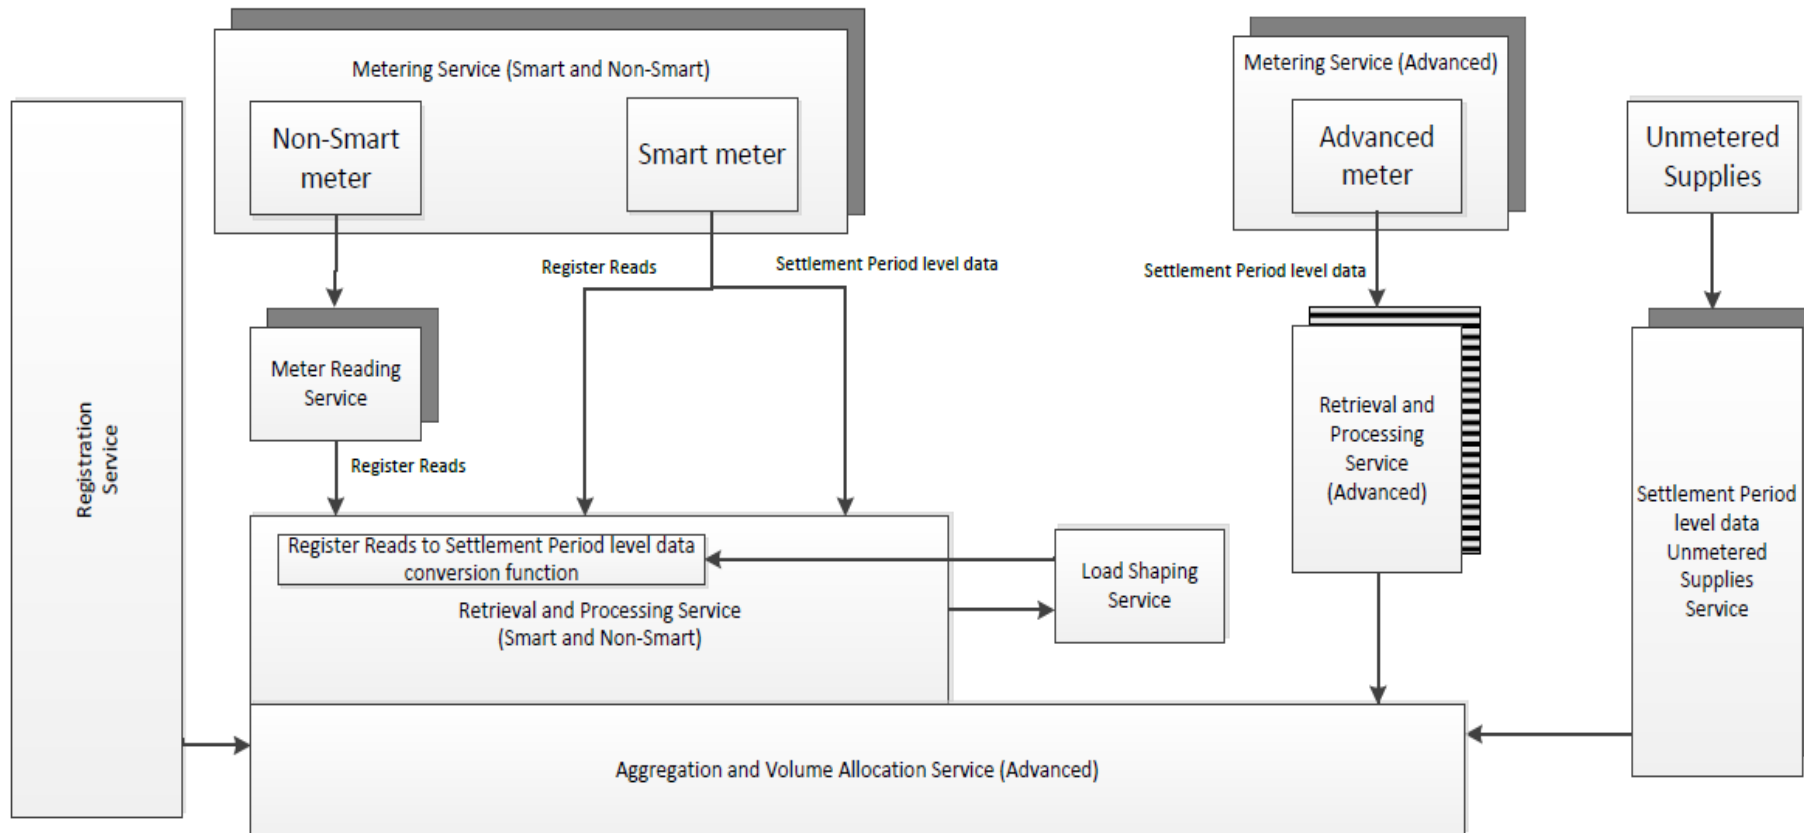 Metering Service (Smart and Non-Smart)
Metering Service (Advanced)
Non-Smart
meter
Smart meter
Advanced
meter
Unmetered
Supplies
Register Reads
Settlement Period level data
Settlement Period level data
Meter Reading
Service
Register Reads
Registration
Service
Retrieval and
Processing
Service
(Advanced)
Settlement Period
level data
Unmetered
Supplies
Service
Register Reads to Settlement Period level data
conversion function
Retrieval and Processing Service
(Smart and Non-Smart)
Load Shaping
Service
Aggregation and Volume Allocation Service (Advanced)